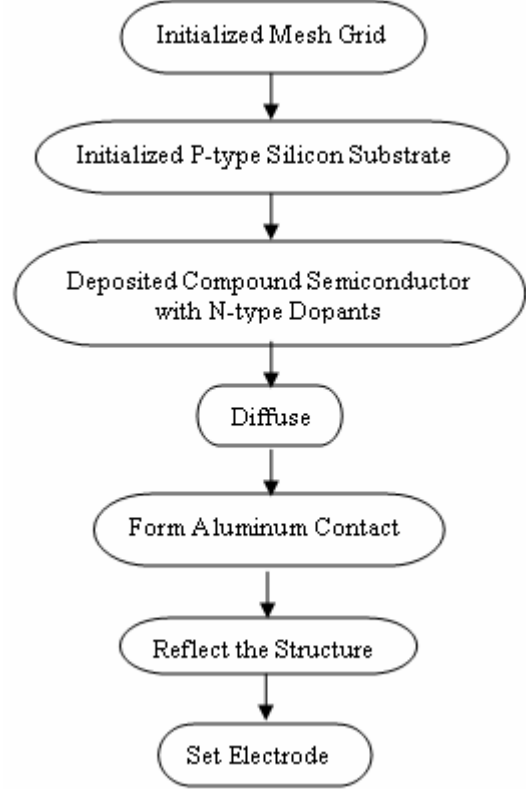 Initialized Mesh Grid
Initialized P-type Silicon Substrate
Deposited Compound Semiconductor
with N-type Dopants
Diffuse
Form Aluminum Contact
Reflect the Structure
Set Electrode